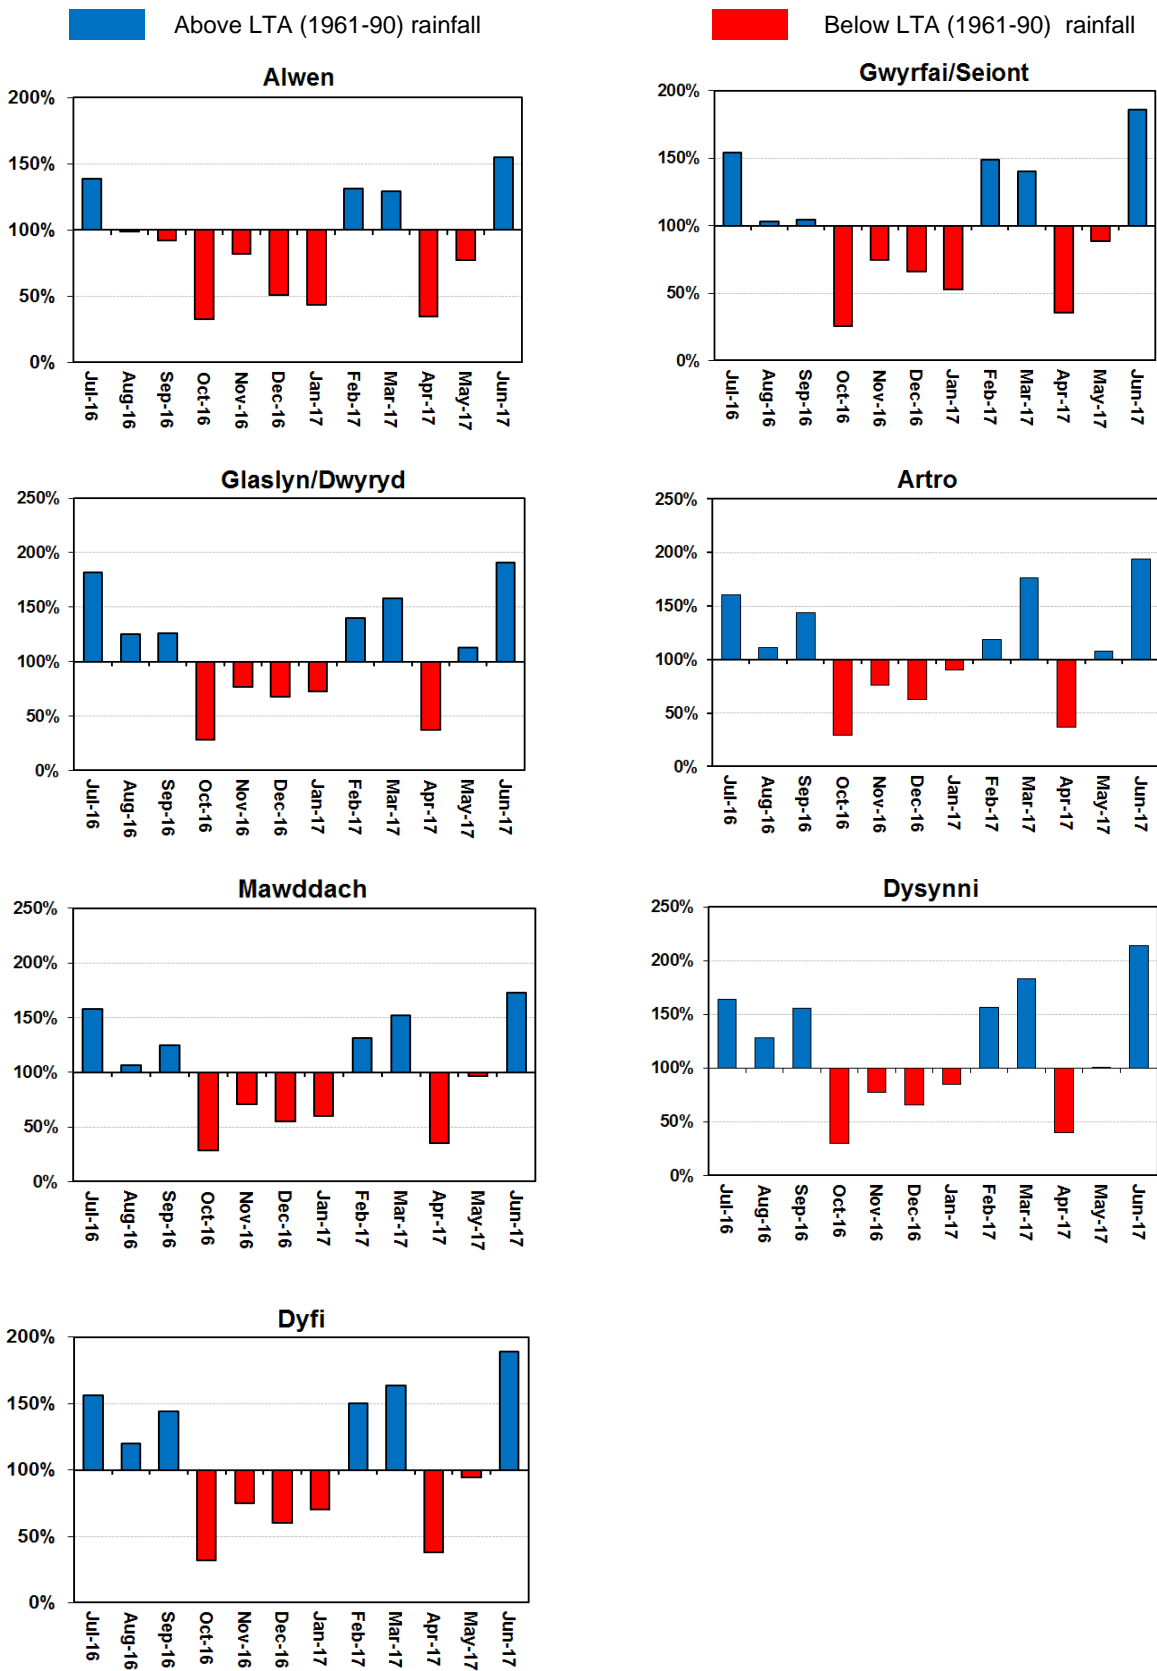 Above LTA (1961-90) rainfall
Below LTA (1961-90) rainfall
Alwen
200%
150%
100%
50%
0%
Jul-16
Aug-16
Sep-16
Oct-16
Nov-16
Dec-16
Jan-17
Feb-17
Mar-17
Apr-17
May-17
Jun-17
Gwyrfai/Seiont
200%
150%
100%
50%
0%
Jul-16
Aug-16
Sep-16
Oct-16
Nov-16
Dec-16
Jan-17
Feb-17
Mar-17
Apr-17
May-17
Jun-17
Glaslyn/Dwyryd
250%
200%
150%
100%
50%
0%
Jul-16
Aug-16
Sep-16
Oct-16
Nov-16
Dec-16
Jan-17
Feb-17
Mar-17
Apr-17
May-17
Jun-17
Artro
250%
200%
150%
100%
50%
0%
Jul-16
Aug-16
Sep-16
Oct-16
Nov-16
Dec-16
Jan-17
Feb-17
Mar-17
Apr-17
May-17
Jun-17
Mawddach
250%
200%
150%
100%
50%
0%
Jul-16
Aug-16
Sep-16
Oct-16
Nov-16
Dec-16
Jan-17
Feb-17
Mar-17
Apr-17
May-17
Jun-17
Dysynni
250%
200%
150%
100%
50%
0%
Jul-16
Aug-16
Sep-16
Oct-16
Nov-16
Dec-16
Jan-17
Feb-17
Mar-17
Apr-17
May-17
Jun-17
Dyfi
200%
150%
100%
50%
0%
Jul-16
Aug-16
Sep-16
Oct-16
Nov-16
Dec-16
Jan-17
Feb-17
Mar-17
Apr-17
May-17
Jun-17